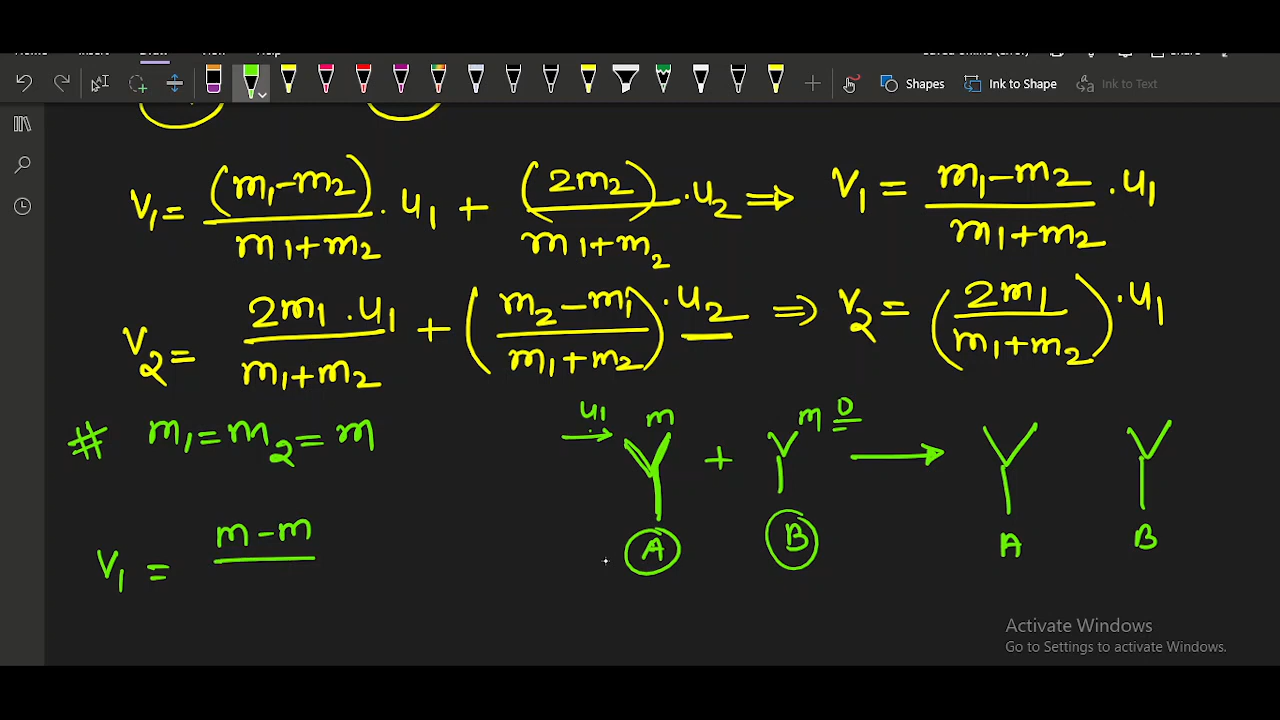 Shapes Ink to Shape Ink to Text
V1 = (m1-m2)/(m1+m2) . u1 + (2m2)/(m1+m2) . u2 ⇒ V1 = (m1-m2)/(m1+m2) . u1
V2 = 2m1 . u1/(m1+m2) + ((m2-m1)/(m1+m2)) . u2 ⇒ V2 = (2m1/(m1+m2)) . u1
# m1=m2=m
u1 m + m 0 →
A B A B
V1 = m-m
Activate Windows
Go to Settings to activate Windows.